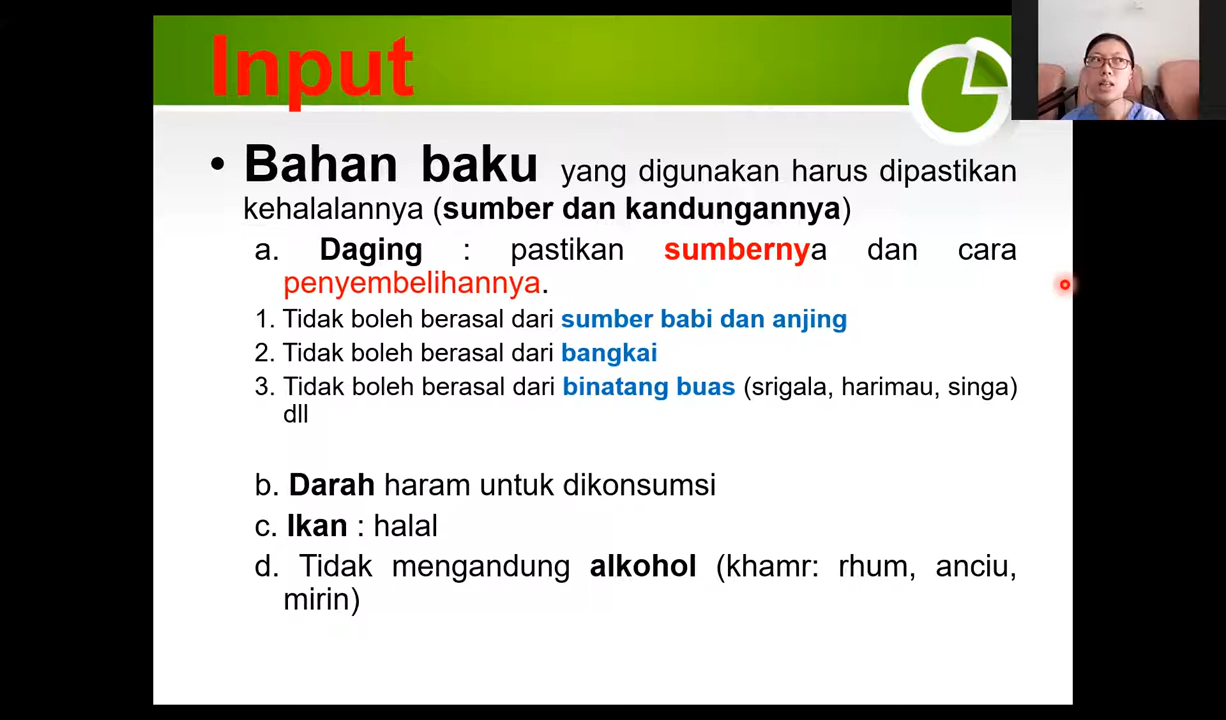 Input
• Bahan baku yang digunakan harus dipastikan
kehalalannya (sumber dan kandungannya)
a. Daging : pastikan sumbernya dan cara
penyembelihannya.
1. Tidak boleh berasal dari sumber babi dan anjing
2. Tidak boleh berasal dari bangkai
3. Tidak boleh berasal dari binatang buas (srigala, harimau, singa)
dll
b. Darah haram untuk dikonsumsi
c. Ikan : halal
d. Tidak mengandung alkohol (khamr: rhum, anciu,
mirin)